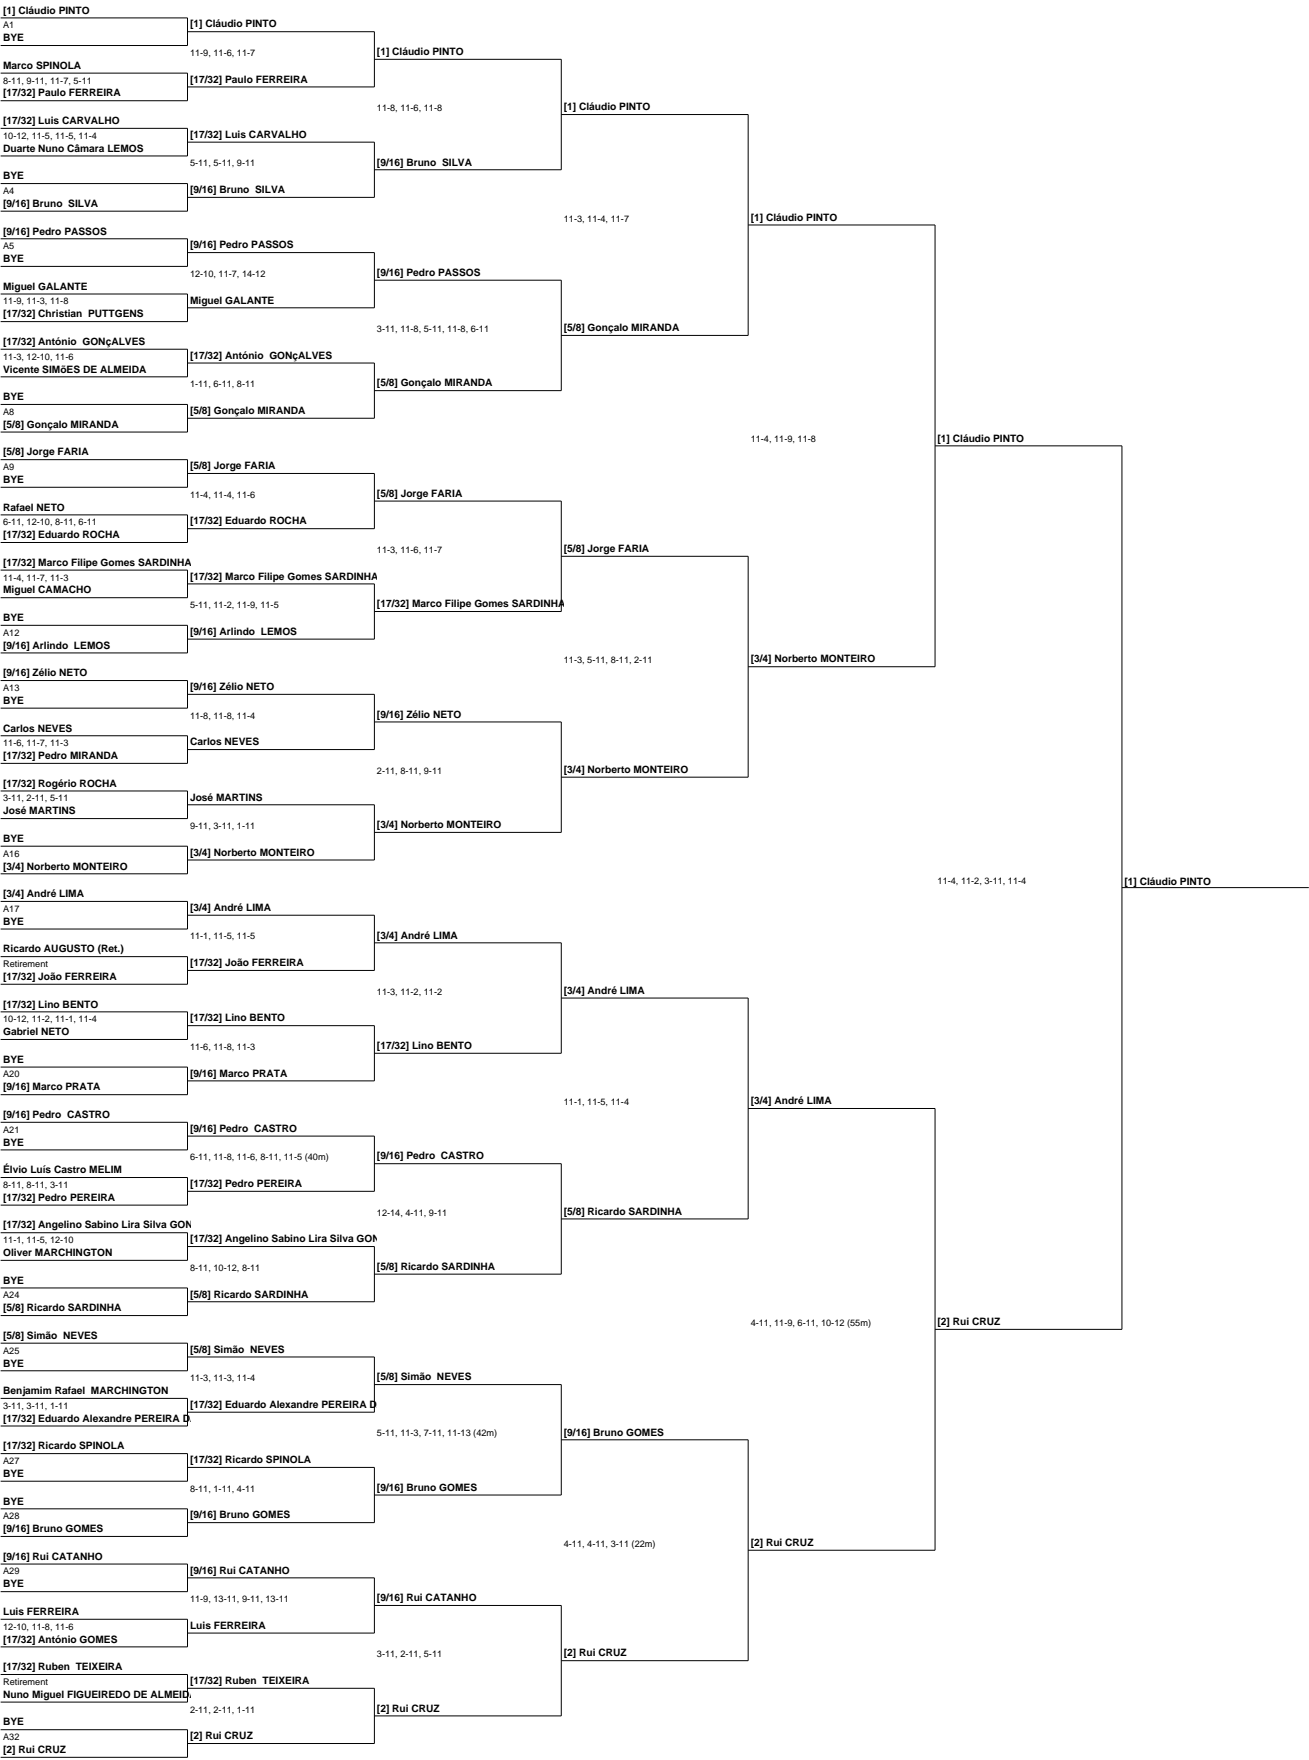 [1] Cláudio PINTO
A1
BYE
Marco SPINOLA
8-11, 9-11, 11-7, 5-11
[17/32] Paulo FERREIRA
[17/32] Luis CARVALHO
10-12, 11-5, 11-5, 11-4
Duarte Nuno Câmara LEMOS
BYE
A4
[9/16] Bruno SILVA
[9/16] Pedro PASSOS
A5
BYE
Miguel GALANTE
11-9, 11-3, 11-8
[17/32] Christian PUTTGENS
[17/32] António GONçALVES
11-3, 12-10, 11-6
Vicente SIMõES DE ALMEIDA
BYE
A8
[5/8] Gonçalo MIRANDA
[5/8] Jorge FARIA
A9
BYE
Rafael NETO
6-11, 12-10, 8-11, 6-11
[17/32] Eduardo ROCHA
[17/32] Marco Filipe Gomes SARDINHA
11-4, 11-7, 11-3
Miguel CAMACHO
BYE
A12
[9/16] Arlindo LEMOS
[9/16] Zélio NETO
A13
BYE
Carlos NEVES
11-6, 11-7, 11-3
[17/32] Pedro MIRANDA
[17/32] Rogério ROCHA
3-11, 2-11, 5-11
José MARTINS
BYE
A16
[3/4] Norberto MONTEIRO
[3/4] André LIMA
A17
BYE
Ricardo AUGUSTO (Ret.)
Retirement
[17/32] João FERREIRA
[17/32] Lino BENTO
10-12, 11-2, 11-1, 11-4
Gabriel NETO
BYE
A20
[9/16] Marco PRATA
[9/16] Pedro CASTRO
A21
BYE
Élvio Luís Castro MELIM
8-11, 8-11, 3-11
[17/32] Pedro PEREIRA
[17/32] Angelino Sabino Lira Silva GON
11-1, 11-5, 12-10
Oliver MARCHINGTON
BYE
A24
[5/8] Ricardo SARDINHA
[5/8] Simão NEVES
A25
BYE
Benjamim Rafael MARCHINGTON
3-11, 3-11, 1-11
[17/32] Eduardo Alexandre PEREIRA D
[17/32] Ricardo SPINOLA
A27
BYE
BYE
A28
[9/16] Bruno GOMES
[9/16] Rui CATANHO
A29
BYE
Luis FERREIRA
12-10, 11-8, 11-6
[17/32] António GOMES
[17/32] Ruben TEIXEIRA
Retirement
Nuno Miguel FIGUEIREDO DE ALMEID
BYE
A32
[2] Rui CRUZ
[1] Cláudio PINTO
11-9, 11-6, 11-7
[17/32] Paulo FERREIRA
[17/32] Luis CARVALHO
5-11, 5-11, 9-11
[9/16] Bruno SILVA
[9/16] Pedro PASSOS
12-10, 11-7, 14-12
Miguel GALANTE
[17/32] António GONçALVES
1-11, 6-11, 8-11
[5/8] Gonçalo MIRANDA
[5/8] Jorge FARIA
11-4, 11-4, 11-6
[17/32] Eduardo ROCHA
[17/32] Marco Filipe Gomes SARDINHA
5-11, 11-2, 11-9, 11-5
[9/16] Arlindo LEMOS
[9/16] Zélio NETO
11-8, 11-8, 11-4
Carlos NEVES
José MARTINS
9-11, 3-11, 1-11
[3/4] Norberto MONTEIRO
[3/4] André LIMA
11-1, 11-5, 11-5
[17/32] João FERREIRA
[17/32] Lino BENTO
11-6, 11-8, 11-3
[9/16] Marco PRATA
[9/16] Pedro CASTRO
6-11, 11-8, 11-6, 8-11, 11-5 (40m)
[17/32] Pedro PEREIRA
[17/32] Angelino Sabino Lira Silva GON
8-11, 10-12, 8-11
[5/8] Ricardo SARDINHA
[5/8] Simão NEVES
11-3, 11-3, 11-4
[17/32] Eduardo Alexandre PEREIRA D
[17/32] Ricardo SPINOLA
8-11, 1-11, 4-11
[9/16] Bruno GOMES
[9/16] Rui CATANHO
11-9, 13-11, 9-11, 13-11
Luis FERREIRA
[17/32] Ruben TEIXEIRA
2-11, 2-11, 1-11
[2] Rui CRUZ
[1] Cláudio PINTO
11-8, 11-6, 11-8
[9/16] Bruno SILVA
[9/16] Pedro PASSOS
3-11, 11-8, 5-11, 11-8, 6-11
[5/8] Gonçalo MIRANDA
[5/8] Jorge FARIA
11-3, 11-6, 11-7
[17/32] Marco Filipe Gomes SARDINHA
[9/16] Zélio NETO
2-11, 8-11, 9-11
[3/4] Norberto MONTEIRO
[3/4] André LIMA
11-3, 11-2, 11-2
[17/32] Lino BENTO
[9/16] Pedro CASTRO
12-14, 4-11, 9-11
[5/8] Ricardo SARDINHA
[5/8] Simão NEVES
5-11, 11-3, 7-11, 11-13 (42m)
[9/16] Bruno GOMES
[9/16] Rui CATANHO
3-11, 2-11, 5-11
[2] Rui CRUZ
[1] Cláudio PINTO
11-3, 11-4, 11-7
[5/8] Gonçalo MIRANDA
[5/8] Jorge FARIA
11-3, 5-11, 8-11, 2-11
[3/4] Norberto MONTEIRO
[3/4] André LIMA
11-1, 11-5, 11-4
[5/8] Ricardo SARDINHA
[9/16] Bruno GOMES
4-11, 4-11, 3-11 (22m)
[2] Rui CRUZ
[1] Cláudio PINTO
11-4, 11-9, 11-8
[3/4] Norberto MONTEIRO
[3/4] André LIMA
4-11, 11-9, 6-11, 10-12 (55m)
[2] Rui CRUZ
[1] Cláudio PINTO
11-4, 11-2, 3-11, 11-4
[2] Rui CRUZ
[1] Cláudio PINTO